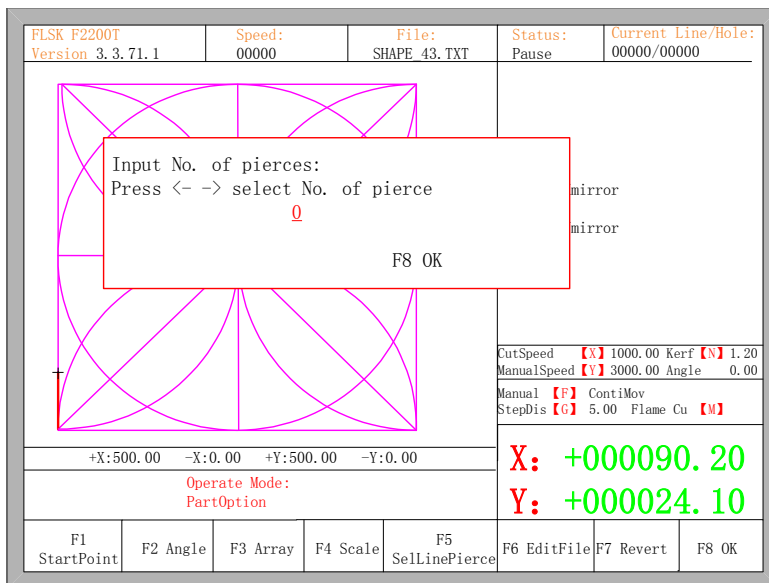 FLSK F2200T
Version 3.3.71.1
Speed:
00000
File:
SHAPE_43.TXT
Status:
Pause
Current Line/Hole:
00000/00000
Input No. of pierces:
Press <- -> select No. of pierce
0
F8 OK
mirror
mirror
CutSpeed 【X】1000.00 Kerf【N】1.20
ManualSpeed【Y】3000.00 Angle 0.00
Manual 【F】 ContiMov
StepDis【G】 5.00 Flame Cu 【M】
+X:500.00 -X:0.00 +Y:500.00 -Y:0.00
Operate Mode:
PartOption
X: +000090.20
Y: +000024.10
F1
StartPoint
F2 Angle
F3 Array
F4 Scale
F5
SelLinePierce
F6 EditFile
F7 Revert
F8 OK